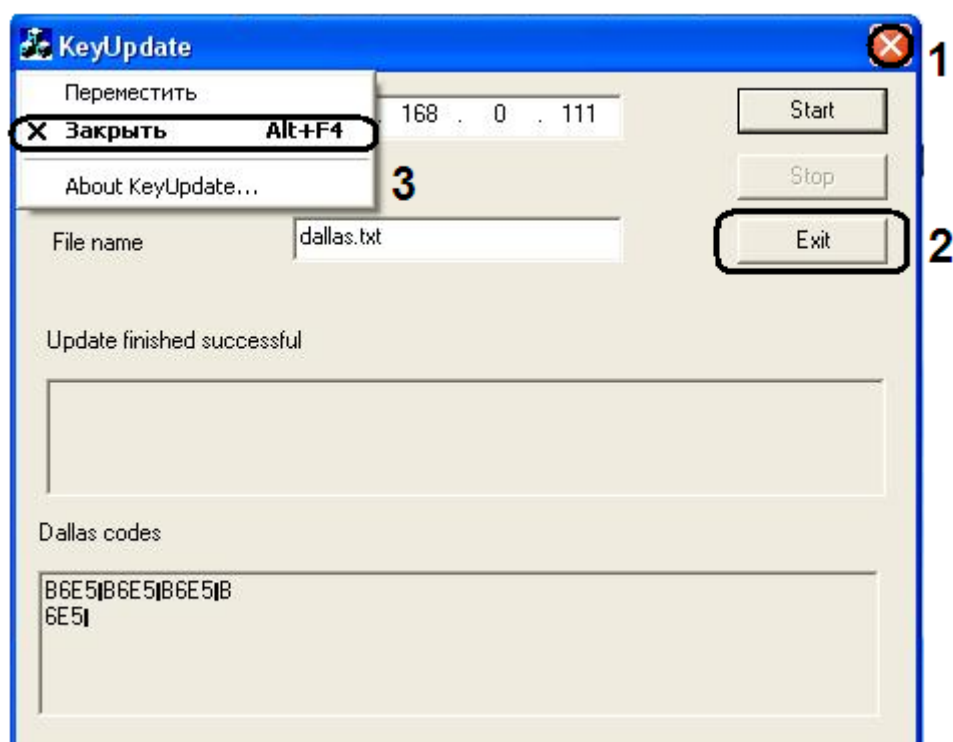 KeyUpdate
1
Переместить
Закрыть Alt+F4
About KeyUpdate...
3
. 168 . 0 . 111
Start
Stop
File name
dallas.txt
Exit
2
Update finished successful
Dallas codes
B6E5|B6E5|B6E5|B
6E5|